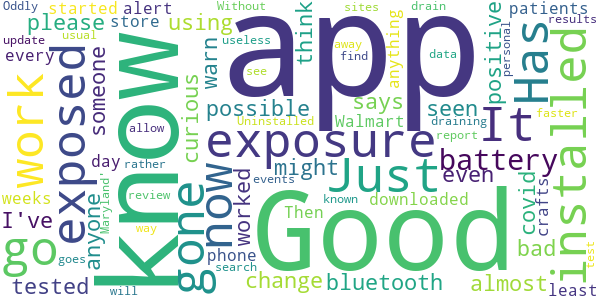 Oddly
started
alert
using
Without
think
sites
drain
positive
patients
update
usual
please
store
useless
away
find
anything
data
personal
results
every
someone
warn
see
app
Has
installed
work
exposed
know
now
curious
possible
says
seen
Uninstalled
Walmart
draining
report
It
faster
day
allow
rather
exposure
battery
weeks
I've
anyone
gone
worked
might
Just
even
covid
crafts
go
goes
review
Maryland'
way
events
Then
known
downloaded
phone
search
Good
bad
least
test
tested
will
change
bluetooth
almost